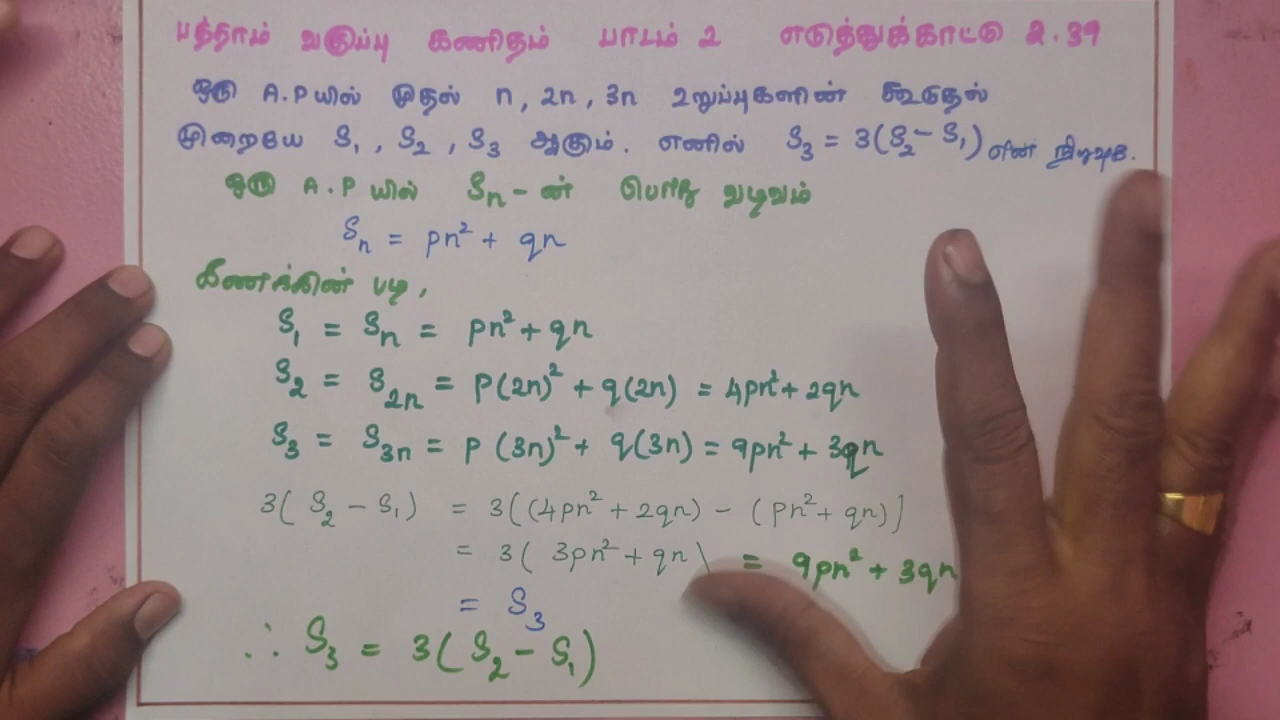 பத்தாம் வகுப்பு கணிதம் பாடம் 2 எடுத்துக்காட்டு 2.39
ஒரு A.P யில் முதல் n, 2n, 3n உறுப்புகளின் கூடுதல்
முறையே S₁, S₂, S₃ ஆகும். எனில் S₃ = 3(S₂ - S₁) என நிறுவுக.
ஒரு A.P யில் Sₙ-ன் பொது வடிவம்
Sₙ = pn² + qn
கணக்கின் படி,
S₁ = Sₙ = pn² + qn
S₂ = S₂ₙ = P(2n)² + q(2n) = 4pn² + 2qn
S₃ = S₃ₙ = P(3n)² + q(3n) = 9pn² + 3qn
3(S₂ - S₁) = 3((4pn² + 2qn) - (pn² + qn))
= 3(3pn² + qn) = 9pn² + 3qn
= S₃
∴ S₃ = 3(S₂ - S₁)